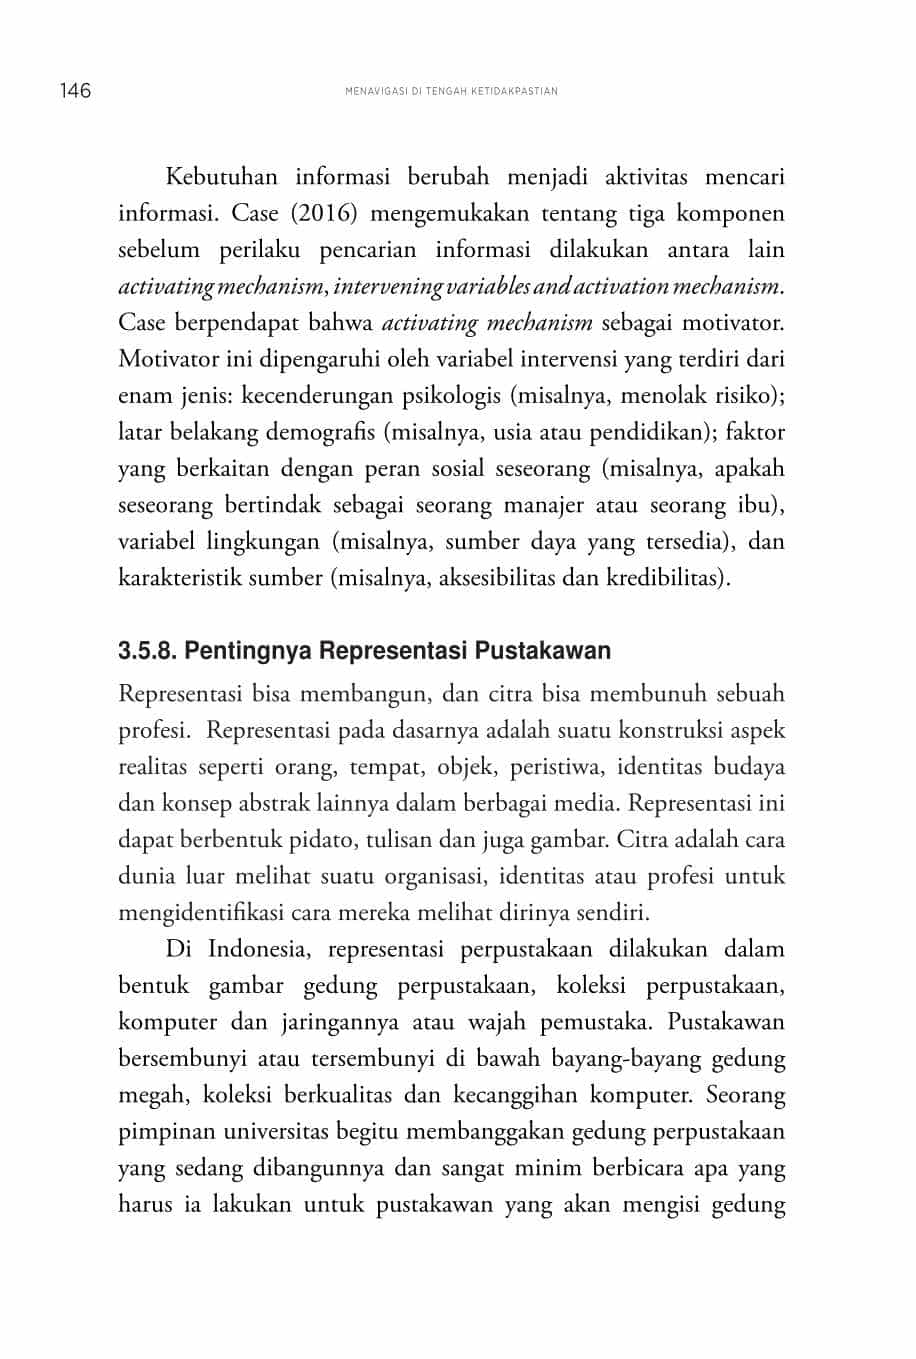 146
MENAVIGASI DI TENGAH KETIDAKPASTIAN
Kebutuhan informasi berubah menjadi aktivitas mencari
informasi. Case (2016) mengemukakan tentang tiga komponen
sebelum perilaku pencarian informasi dilakukan antara lain
activating mechanism, intervening variables and activation mechanism.
Case berpendapat bahwa activating mechanism sebagai motivator.
Motivator ini dipengaruhi oleh variabel intervensi yang terdiri dari
enam jenis: kecenderungan psikologis (misalnya, menolak risiko);
latar belakang demografis (misalnya, usia atau pendidikan); faktor
yang berkaitan dengan peran sosial seseorang (misalnya, apakah
seseorang bertindak sebagai seorang manajer atau seorang ibu),
variabel lingkungan (misalnya, sumber daya yang tersedia), dan
karakteristik sumber (misalnya, aksesibilitas dan kredibilitas).
3.5.8. Pentingnya Representasi Pustakawan
Representasi bisa membangun, dan citra bisa membunuh sebuah
profesi.  Representasi pada dasarnya adalah suatu konstruksi aspek
realitas seperti orang, tempat, objek, peristiwa, identitas budaya
dan konsep abstrak lainnya dalam berbagai media. Representasi ini
dapat berbentuk pidato, tulisan dan juga gambar. Citra adalah cara
dunia luar melihat suatu organisasi, identitas atau profesi untuk
mengidentifikasi cara mereka melihat dirinya sendiri.
Di Indonesia, representasi perpustakaan dilakukan dalam
bentuk gambar gedung perpustakaan, koleksi perpustakaan,
komputer dan jaringannya atau wajah pemustaka. Pustakawan
bersembunyi atau tersembunyi di bawah bayang-bayang gedung
megah, koleksi berkualitas dan kecanggihan komputer. Seorang
pimpinan universitas begitu membanggakan gedung perpustakaan
yang sedang dibangunnya dan sangat minim berbicara apa yang
harus ia lakukan untuk pustakawan yang akan mengisi gedung